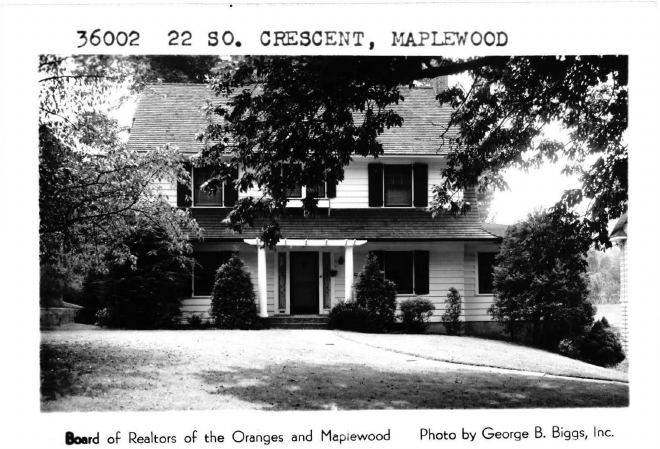 36002 22 SO. CRESCENT, MAPLEWOOD
Board of Realtors of the Oranges and Maplewood Photo by George B. Biggs, Inc.